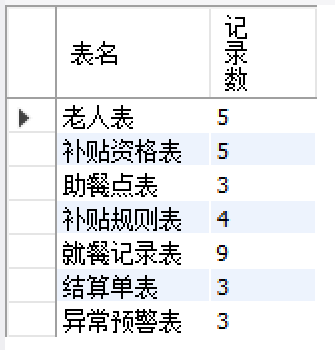 表名 记录数
老人表 5
补贴资格表 5
助餐点表 3
补贴规则表 4
就餐记录表 9
结算单表 3
异常预警表 3